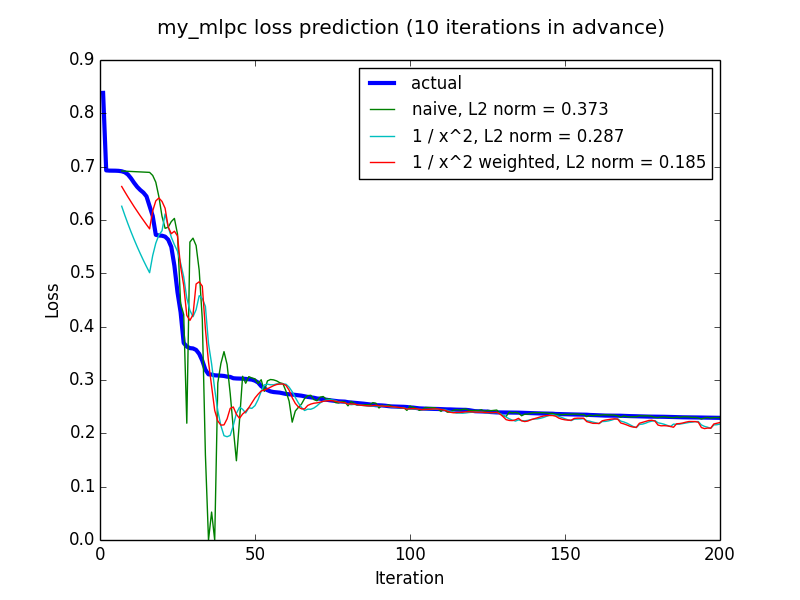 my_mlpc loss prediction (10 iterations in advance)
0.9
0.8
0.7
0.6
0.5
0.4
0.3
0.2
0.1
0.0
Loss
actual
naive, L2 norm = 0.373
1 / x^2, L2 norm = 0.287
1 / x^2 weighted, L2 norm = 0.185
0 50 100 150 200
Iteration